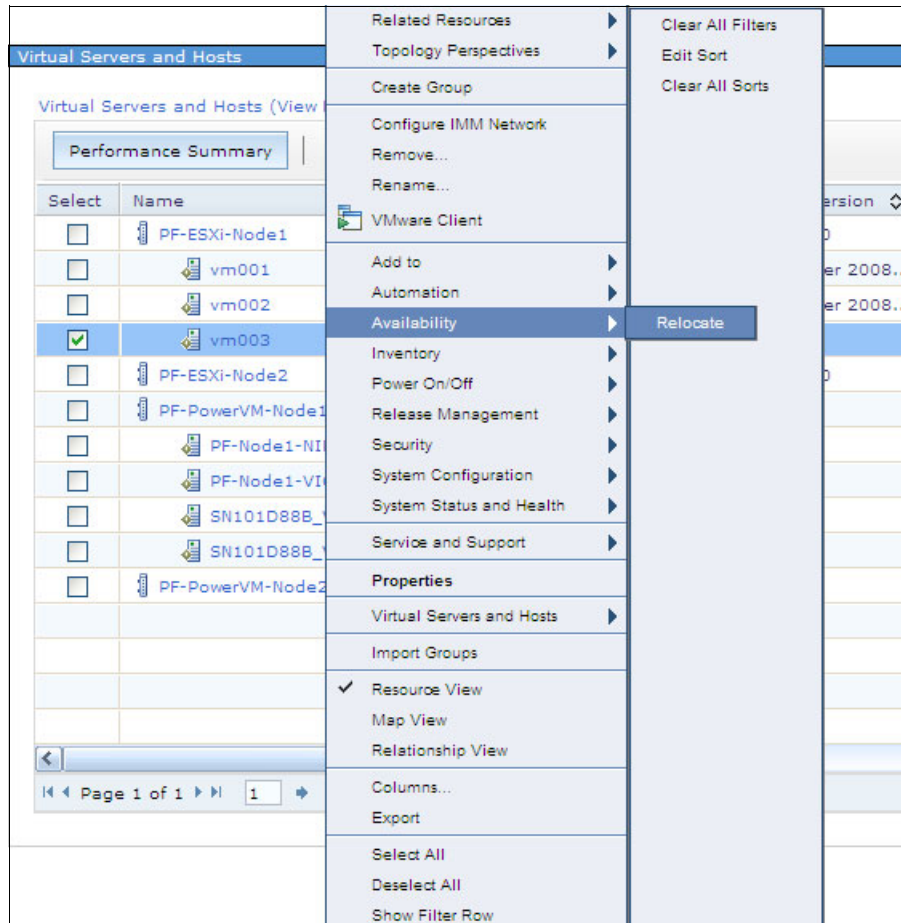 Virtual Servers and Hosts
Virtual Servers and Hosts (View
Performance Summary
Select Name ersion
PF-ESXi-Node1
vm001 er 2008..
vm002 er 2008..
vm003
PF-ESXi-Node2
PF-PowerVM-Node1
PF-Node1-NI
PF-Node1-VI
SN101D88B_
SN101D88B_
PF-PowerVM-Node2
Page 1 of 1 1
Related Resources
Topology Perspectives
Create Group
Configure IMM Network
Remove...
Rename...
VMware Client
Add to
Automation
Availability
Inventory
Power On/Off
Release Management
Security
System Configuration
System Status and Health
Service and Support
Properties
Virtual Servers and Hosts
Import Groups
Resource View
Map View
Relationship View
Columns...
Export
Select All
Deselect All
Show Filter Row
Clear All Filters
Edit Sort
Clear All Sorts
Relocate